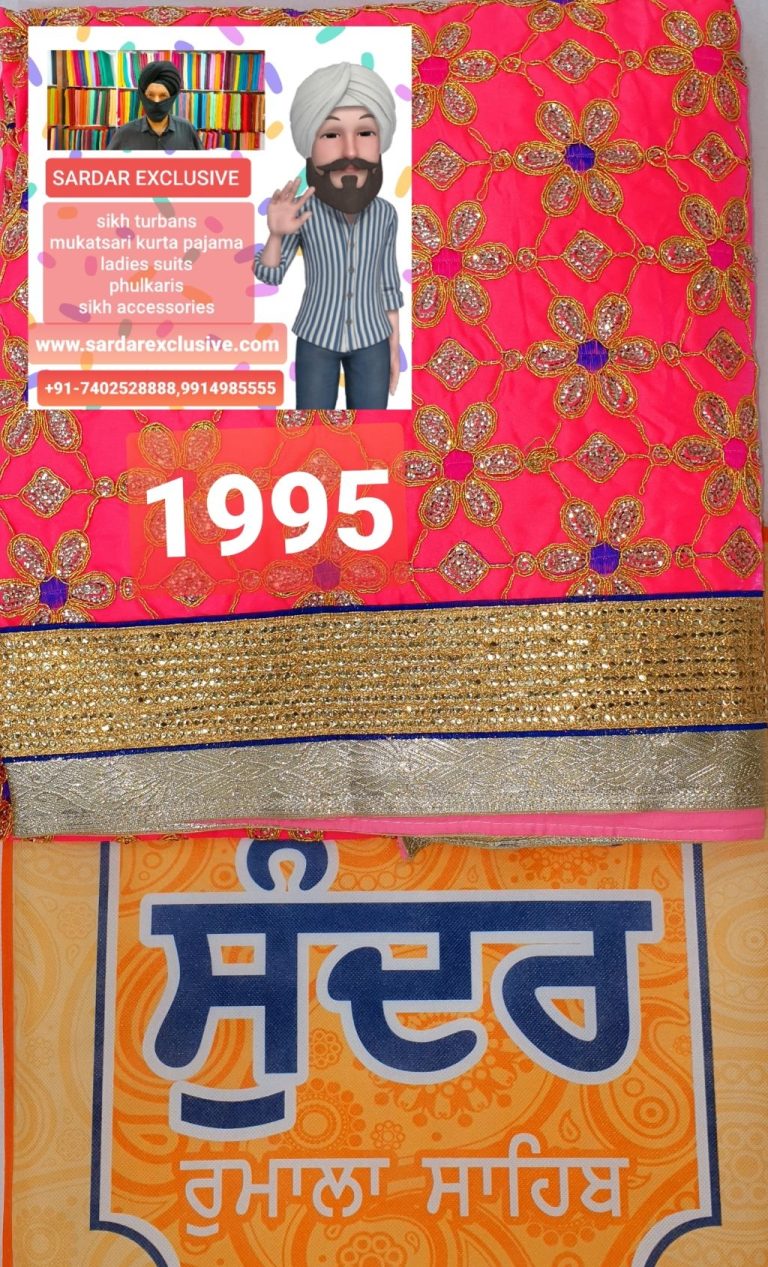 SARDAR EXCLUSIVE
sikh turbans
mukatsari kurta pajama
ladies suits
phulkaris
sikh accessories
www.sardarexclusive.com
+91-7402528888,9914985555
1995
ਸੁੰਦਰ
ਰੁਮਾਲਾ ਸਾਹਿਬ